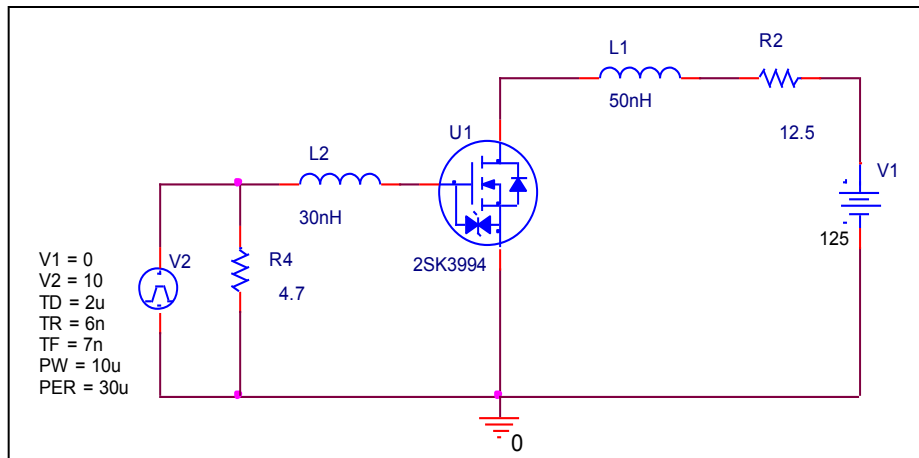 L1
R2
50nH
12.5
U1
L2
30nH
V1
125
2SK3994
V2
R4
4.7
V1 = 0
V2 = 10
TD = 2u
TR = 6n
TF = 7n
PW = 10u
PER = 30u
0